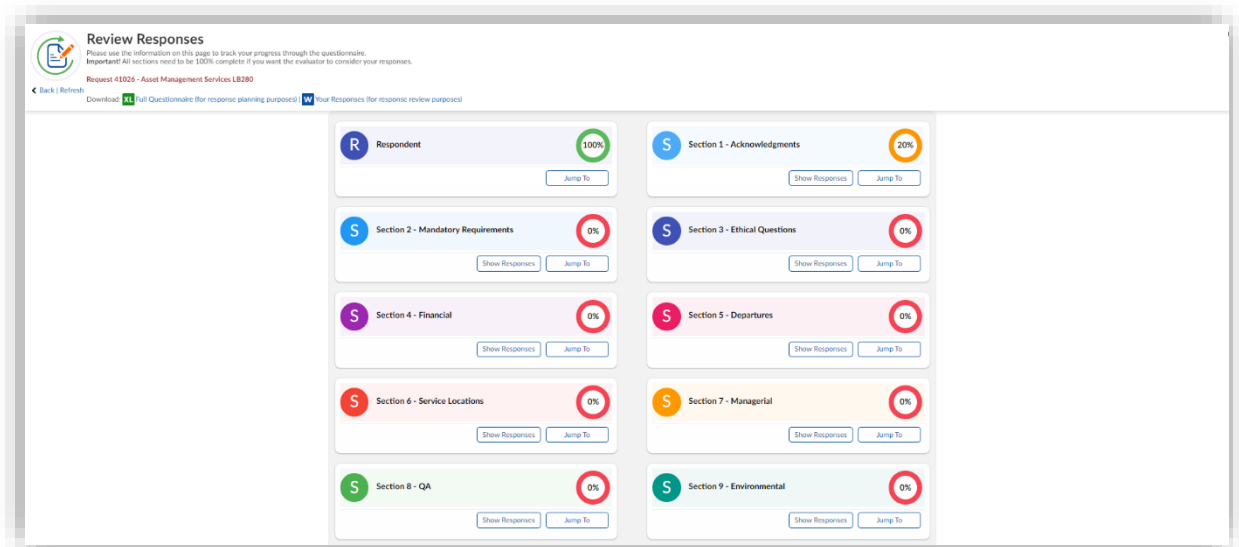 Review Responses
Please use the information on this page to track your progress through the questionnaire.
Important! All sections need to be 100% complete if you want the evaluator to consider your responses.
Request 41026 - Asset Management Services LB280
Back | Refresh
Download: XL Full Questionnaire (for response planning purposes) | W Your Responses (for response review purposes)
R Respondent 100%
Jump To
S Section 1 - Acknowledgments 20%
Show Responses Jump To
S Section 2 - Mandatory Requirements 0%
Show Responses Jump To
S Section 3 - Ethical Questions 0%
Show Responses Jump To
S Section 4 - Financial 0%
Show Responses Jump To
S Section 5 - Departures 0%
Show Responses Jump To
S Section 6 - Service Locations 0%
Show Responses Jump To
S Section 7 - Managerial 0%
Show Responses Jump To
S Section 8 - QA 0%
Show Responses Jump To
S Section 9 - Environmental 0%
Show Responses Jump To